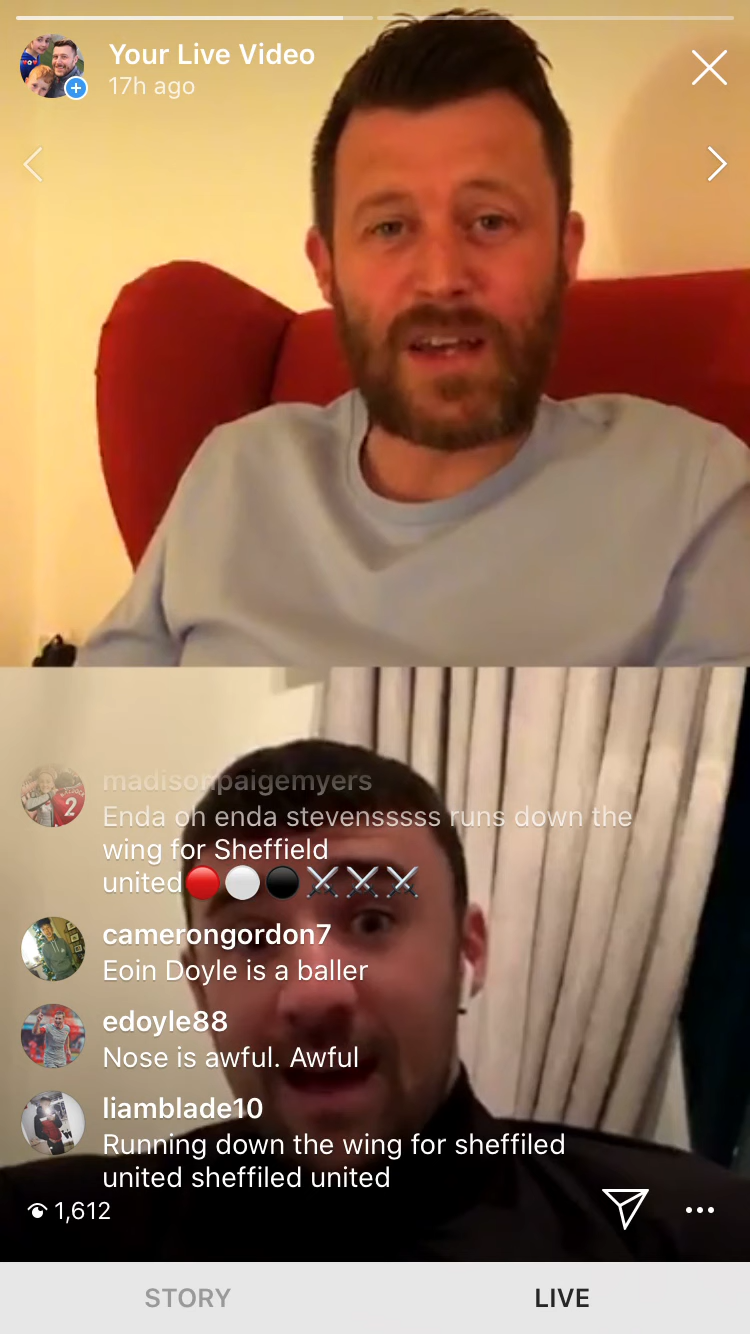 Your Live Video
17h ago
2
madisonpaigemyers
Enda oh enda stevensssss runs down the
wing for Sheffield
united🔴⚪⚫⚔⚔⚔
camerongordon7
Eoin Doyle is a baller
edoyle88
Nose is awful. Awful
liamblade10
Running down the wing for sheffiled
united sheffiled united
1,612
STORY
LIVE